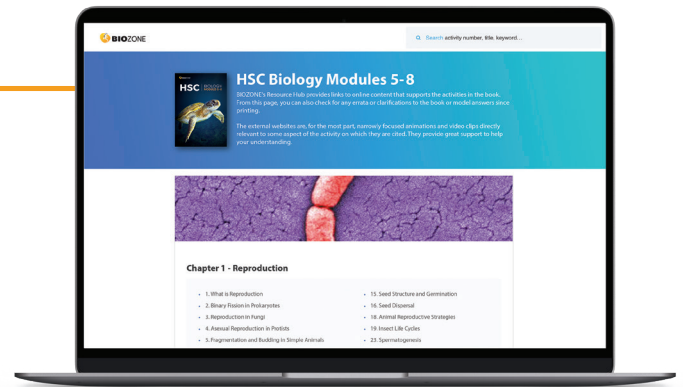 BIOZONE
Search activity number, title, keyword...
HSC Biology Modules 5-8
HSC
BIOZONE's Resource Hub provides links to online content that supports the activities in the book.
From this page, you can also check for any errata or clarifications to the book or model answers since
printing.
The external websites are, for the most part, narrowly focused animations and video clips directly
relevant to some aspect of the activity on which they are cited. They provide great support to help
your understanding.
Chapter 1 - Reproduction
1. What is Reproduction
2. Binary Fission in Prokaryotes
3. Reproduction in Fungi
4. Asexual Reproduction in Protists
5. Fragmentation and Budding in Simple Animals
15. Seed Structure and Germination
16. Seed Dispersal
18. Animal Reproductive Strategies
19. Insect Life Cycles
23. Spermatogenesis